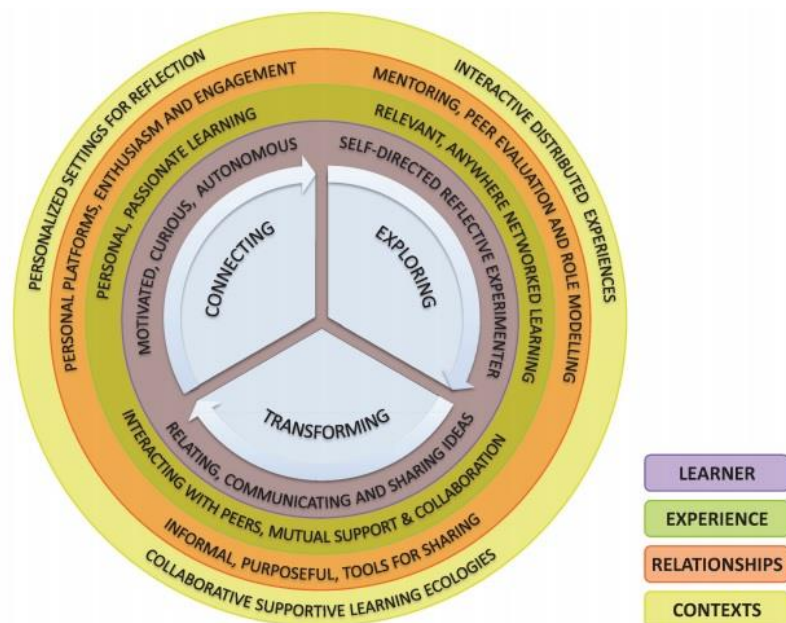 PERSONALIZED SETTINGS FOR REFLECTION
INTERACTIVE DISTRIBUTED EXPERIENCES
PERSONAL PLATFORMS, ENTHUSIASM AND ENGAGEMENT
MENTORING, PEER EVALUATION AND ROLE MODELLING
PERSONAL, PASSIONATE LEARNING
RELEVANT, ANYWHERE NETWORKED LEARNING
MOTIVATED, CURIOUS, AUTONOMOUS
SELF-DIRECTED REFLECTIVE EXPERIMENTER
CONNECTING
EXPLORING
TRANSFORMING
RELATING, COMMUNICATING AND SHARING IDEAS
INTERACTING WITH PEERS, MUTUAL SUPPORT & COLLABORATION
INFORMAL, PURPOSEFUL, TOOLS FOR SHARING
COLLABORATIVE SUPPORTIVE LEARNING ECOLOGIES
LEARNER
EXPERIENCE
RELATIONSHIPS
CONTEXTS